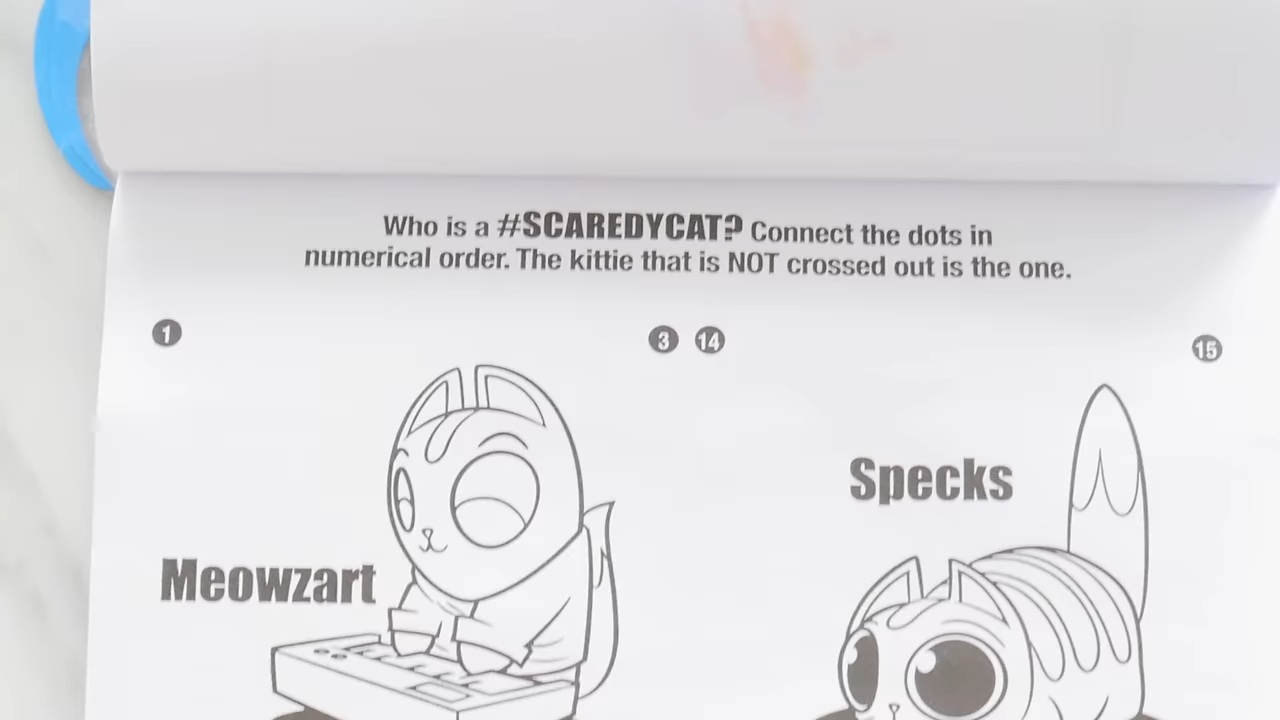 Who is a #SCAREDYCAT? Connect the dots in
numerical order. The kittie that is NOT crossed out is the one.
1
3 14
15
Specks
Meowzart